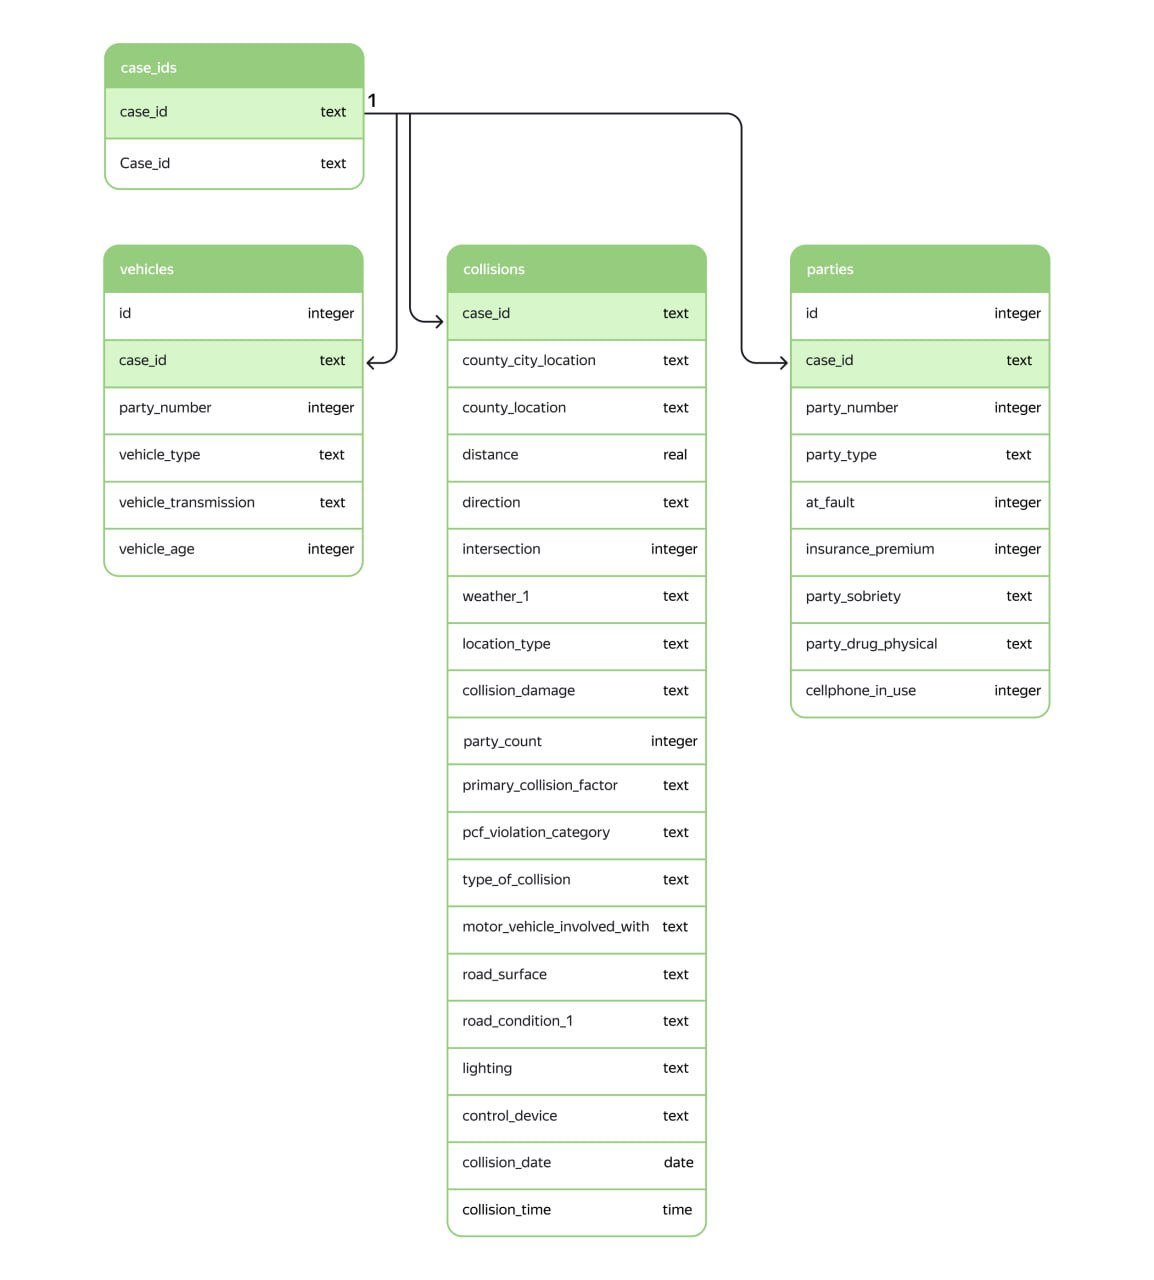 case_ids
case_id text
1
Case_id text
vehicles
id integer
case_id text
party_number integer
vehicle_type text
vehicle_transmission text
vehicle_age integer
collisions
case_id text
county_city_location text
county_location text
distance real
direction text
intersection integer
weather_1 text
location_type text
collision_damage text
party_count integer
primary_collision_factor text
pcf_violation_category text
type_of_collision text
motor_vehicle_involved_with text
road_surface text
road_condition_1 text
lighting text
control_device text
collision_date date
collision_time time
parties
id integer
case_id text
party_number integer
party_type text
at_fault integer
insurance_premium integer
party_sobriety text
party_drug_physical text
cellphone_in_use integer